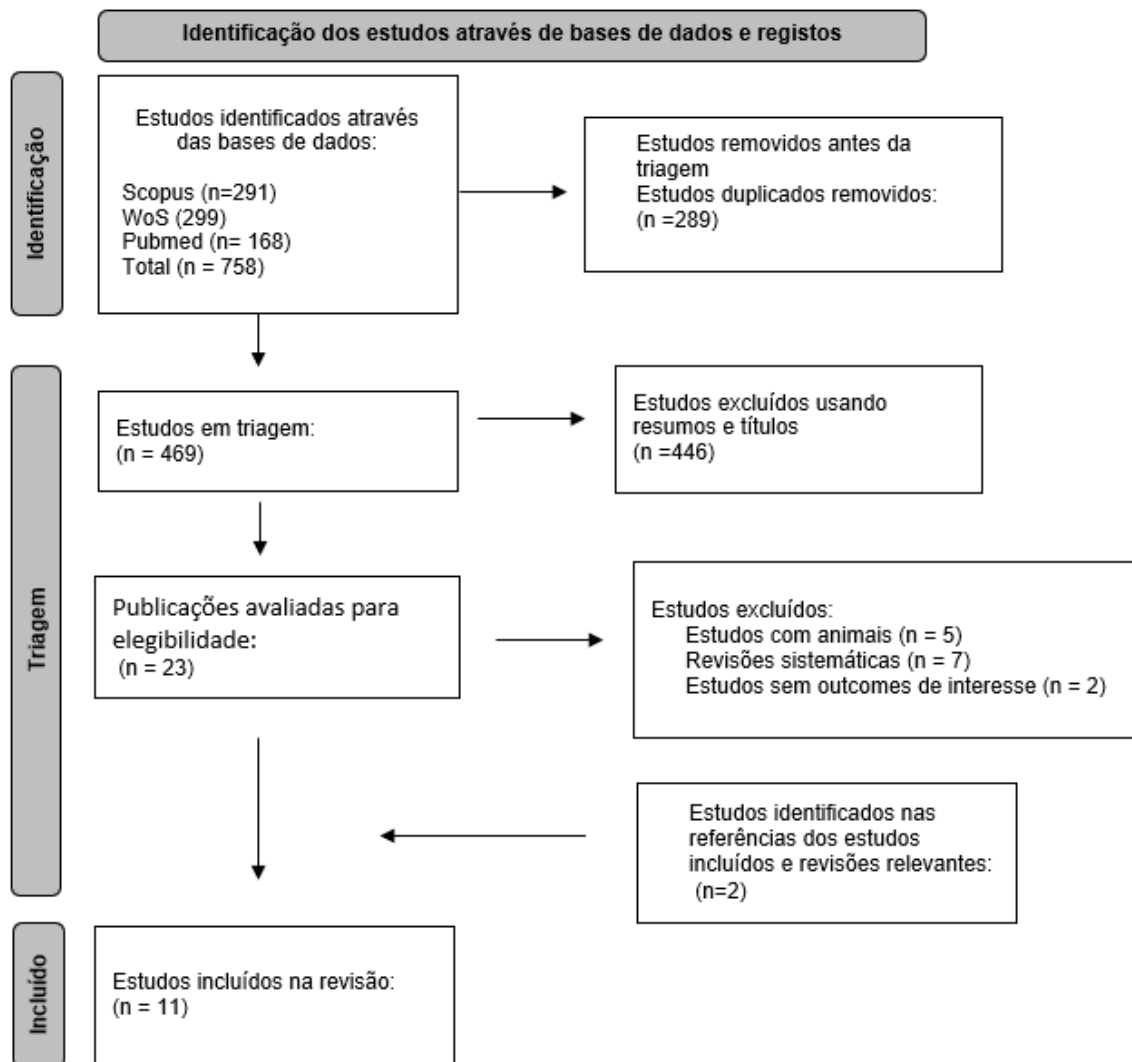 Identificação dos estudos através de bases de dados e registos
Identificação
Estudos identificados através
das bases de dados:
Scopus (n=291)
WoS (299)
Pubmed (n= 168)
Total (n = 758)
Estudos removidos antes da
triagem
Estudos duplicados removidos:
(n =289)
Triagem
Estudos em triagem:
(n = 469)
Estudos excluídos usando
resumos e títulos
(n =446)
Publicações avaliadas para
elegibilidade:
(n = 23)
Estudos excluídos:
Estudos com animais (n = 5)
Revisões sistemáticas (n = 7)
Estudos sem outcomes de interesse (n = 2)
Estudos identificados nas
referências dos estudos
incluídos e revisões relevantes:
(n=2)
Incluído
Estudos incluídos na revisão:
(n = 11)